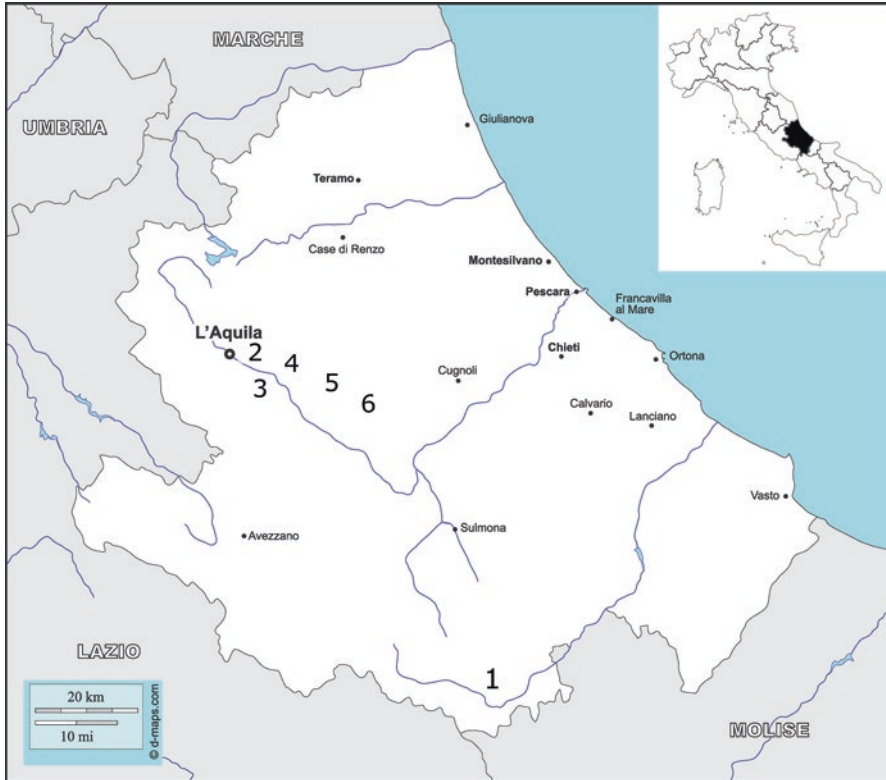 MARCHE
UMBRIA
Giulianova
Teramo
Case di Renzo
Montesilvano
Pescara
Francavilla
al Mare
L'Aquila
2
Chieti
Ortona
4
3
5
Cugnoli
6
Calvario
Lanciano
Vasto
Sulmona
Avezzano
LAZIO
1
20 km
10 mi
© d-maps.com
MOLISE